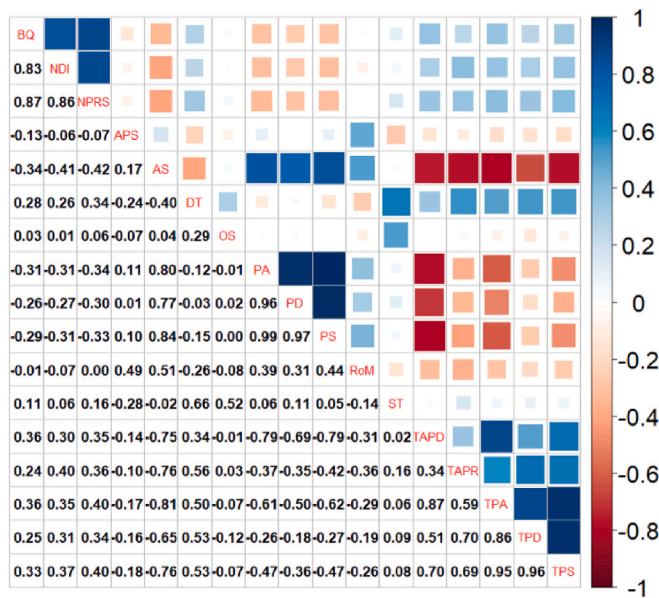 BQ
0.83 NDI
0.87 0.86 NPRS
-0.13 -0.06 -0.07 APS
-0.34 -0.41 -0.42 0.17 AS
0.28 0.26 0.34 -0.24 -0.40 DT
0.03 0.01 0.06 -0.07 0.04 0.29 OS
-0.31 -0.31 -0.34 0.11 0.80 -0.12 -0.01 PA
-0.26 -0.27 -0.30 0.01 0.77 -0.03 0.02 0.96 PD
-0.29 -0.31 -0.33 0.10 0.84 -0.15 0.00 0.99 0.97 PS
-0.01 -0.07 0.00 0.49 0.51 -0.26 -0.08 0.39 0.31 0.44 RoM
0.11 0.06 0.16 -0.28 -0.02 0.66 0.52 0.06 0.11 0.05 -0.14 ST
0.36 0.30 0.35 -0.14 -0.75 0.34 -0.01 -0.79 -0.69 -0.79 -0.31 0.02 TAPD
0.24 0.40 0.36 -0.10 -0.76 0.56 0.03 -0.37 -0.35 -0.42 -0.36 0.16 0.34 TAPR
0.36 0.35 0.40 -0.17 -0.81 0.50 -0.07 -0.61 -0.50 -0.62 -0.29 0.06 0.87 0.59 TPA
0.25 0.31 0.34 -0.16 -0.65 0.53 -0.12 -0.26 -0.18 -0.27 -0.19 0.09 0.51 0.70 0.86 TPD
0.33 0.37 0.40 -0.18 -0.76 0.53 -0.07 -0.47 -0.36 -0.47 -0.26 0.08 0.70 0.69 0.95 0.96 TPS
1
0.8
0.6
0.4
0.2
0
-0.2
-0.4
-0.6
-0.8
-1